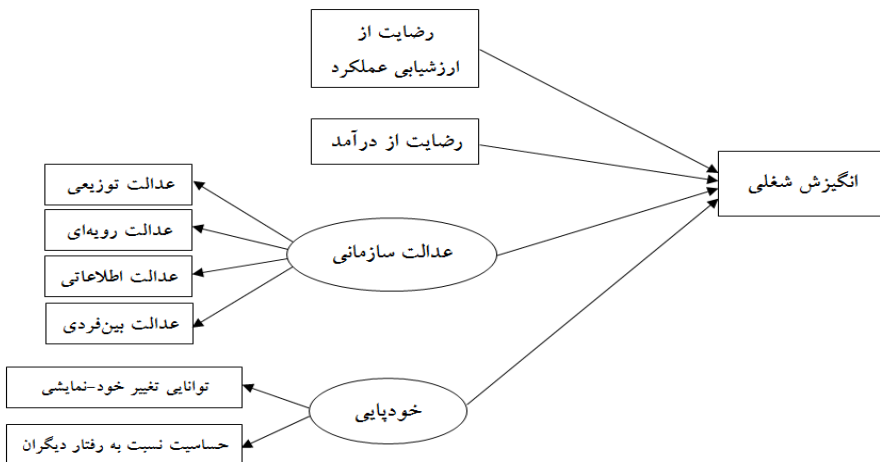 رضایت از
ارزشیابی عملکرد
رضایت از درآمد
انگیزش شغلی
عدالت توزیعی
عدالت رویه‌ای
عدالت سازمانی
عدالت اطلاعاتی
عدالت بین‌فردی
توانایی تغییر خود-نمایشی
خودپایی
حساسیت نسبت به رفتار دیگران